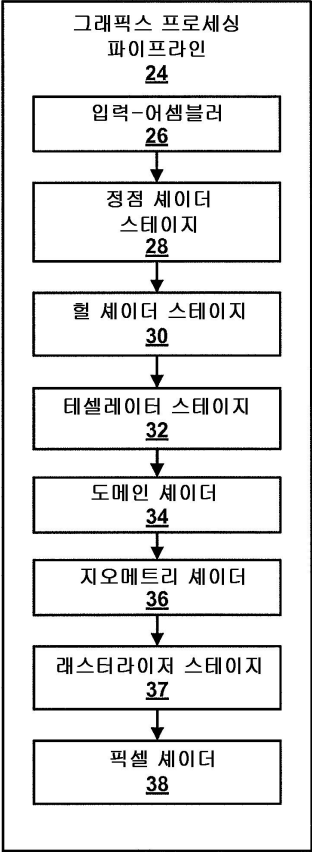 그래픽스 프로세싱
파이프라인
24
입력-어셈블러
26
정점 셰이더
스테이지
28
헐 셰이더 스테이지
30
테셀레이터 스테이지
32
도메인 셰이더
34
지오메트리 셰이더
36
래스터라이저 스테이지
37
픽셀 셰이더
38